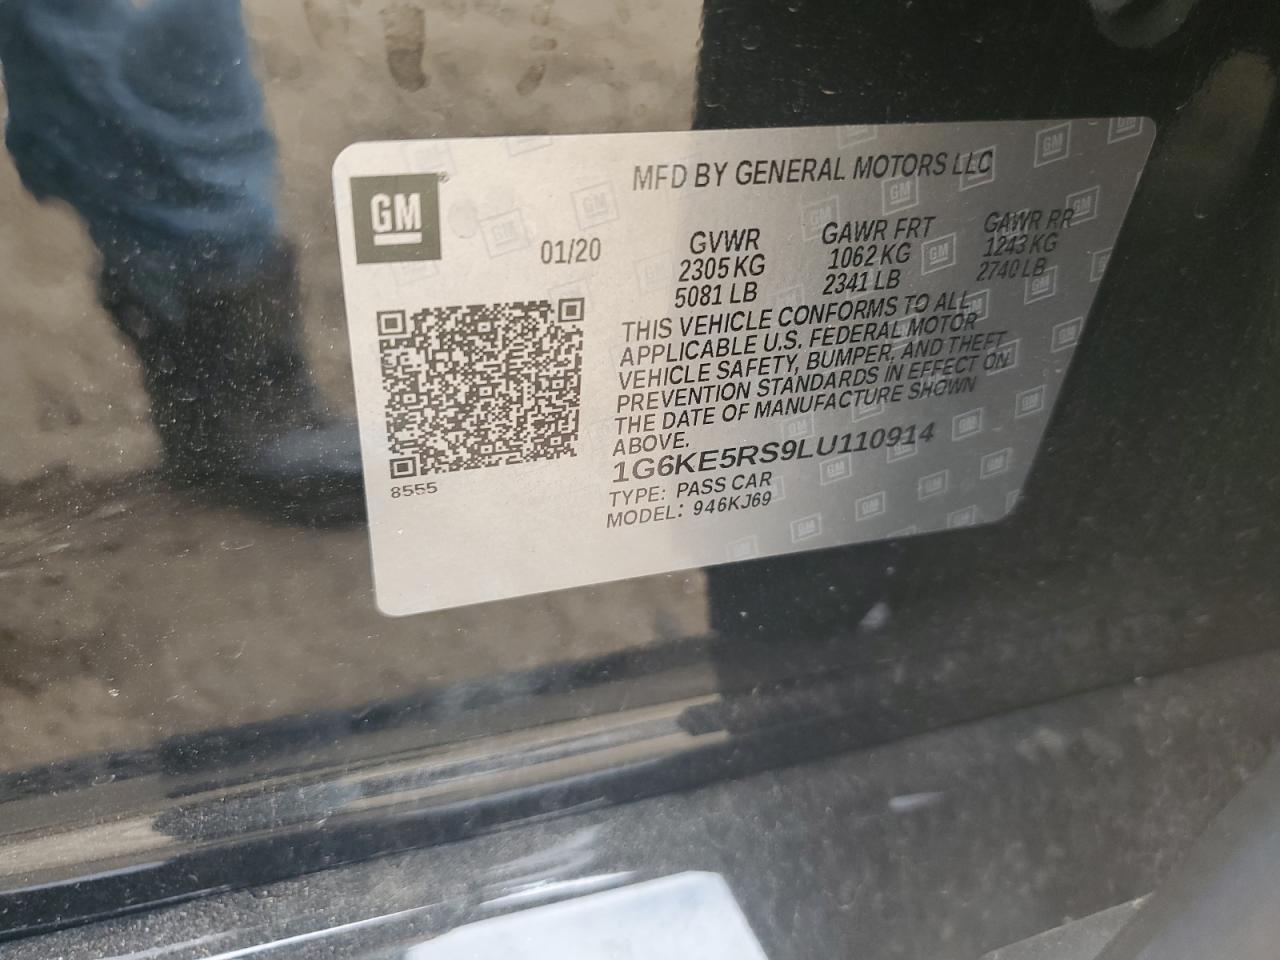 GM®
MFD BY GENERAL MOTORS LLC
01/20
GVWR GAWR FRT GAWR RR
2305 KG 1062 KG 1243 KG
5081 LB 2341 LB 2740 LB
THIS VEHICLE CONFORMS TO ALL
APPLICABLE U.S. FEDERAL MOTOR
VEHICLE SAFETY, BUMPER, AND THEFT
PREVENTION STANDARDS IN EFFECT ON
THE DATE OF MANUFACTURE SHOWN
ABOVE.
1G6KE5RS9LU110914
TYPE: PASS CAR
MODEL: 946KJ69
8555